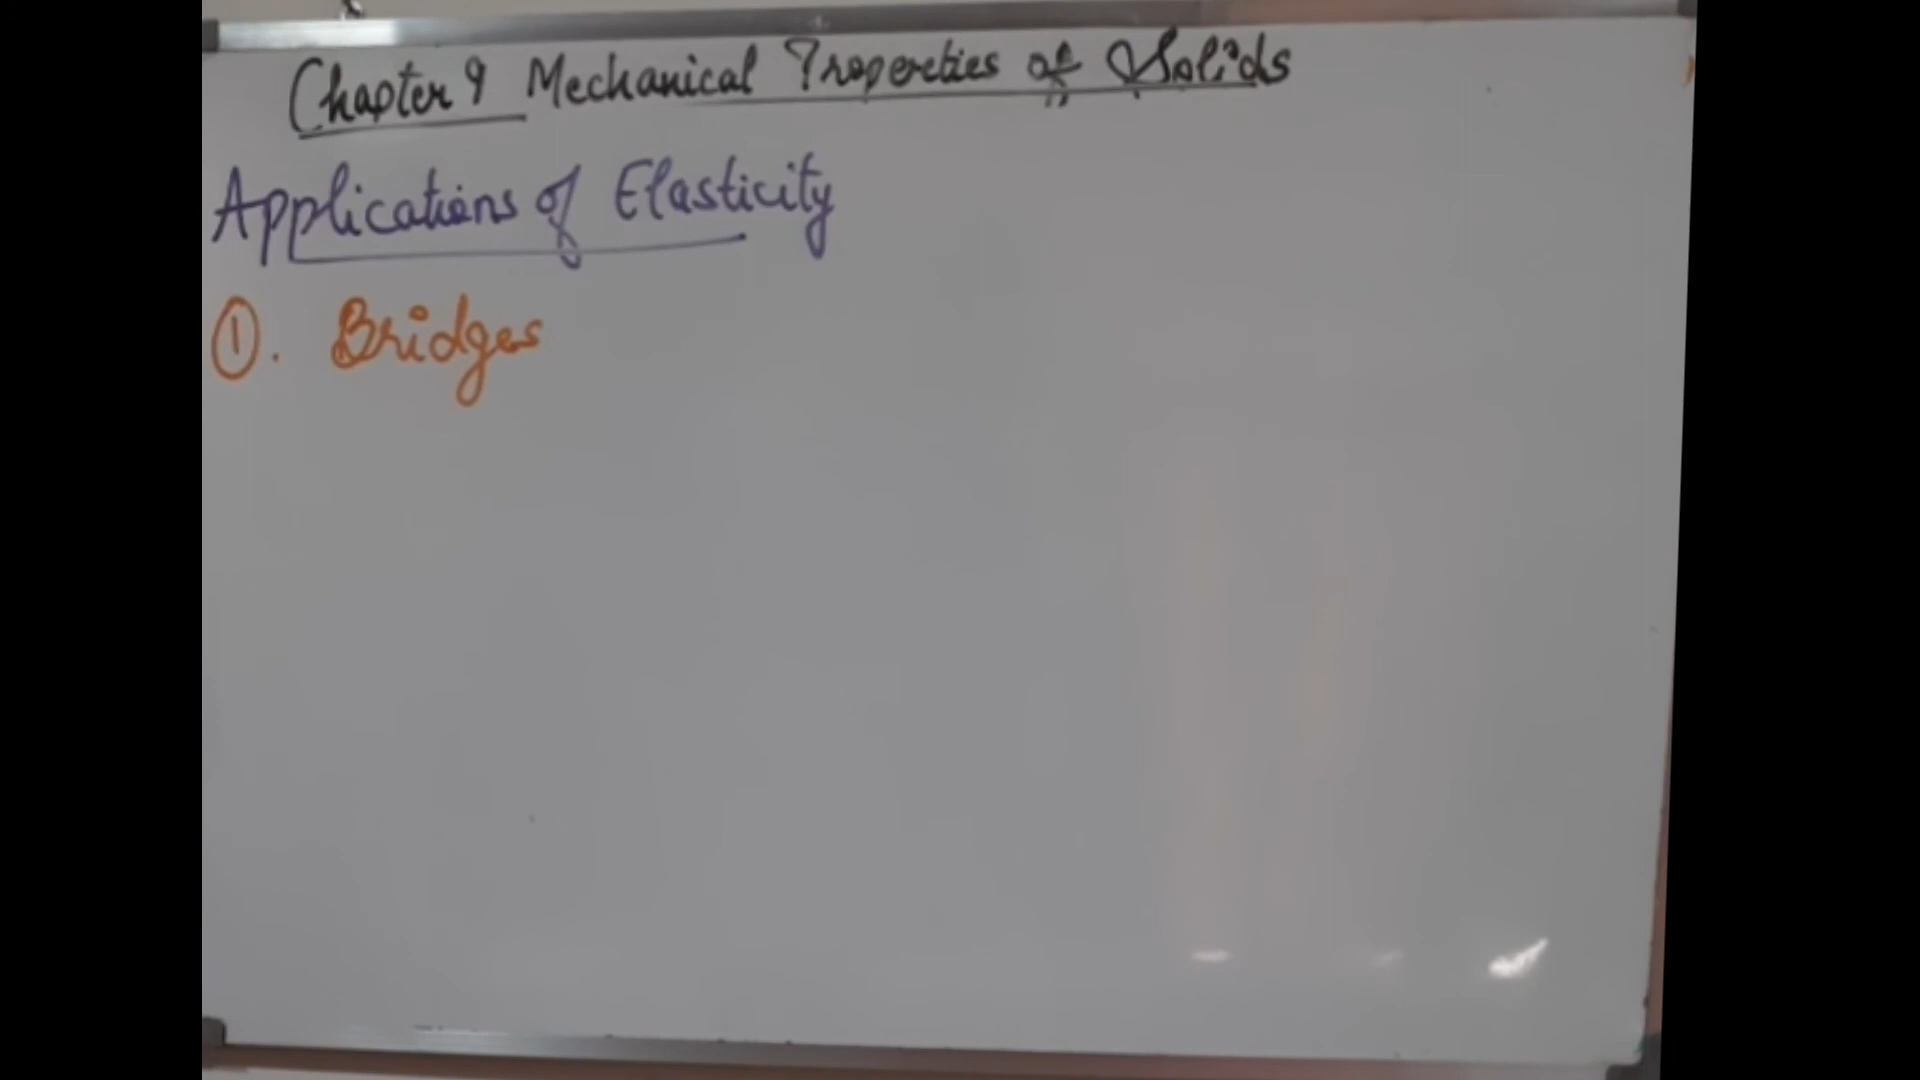 Chapter 9 Mechanical Properties of Solids
Applications of Elasticity
①. Bridges